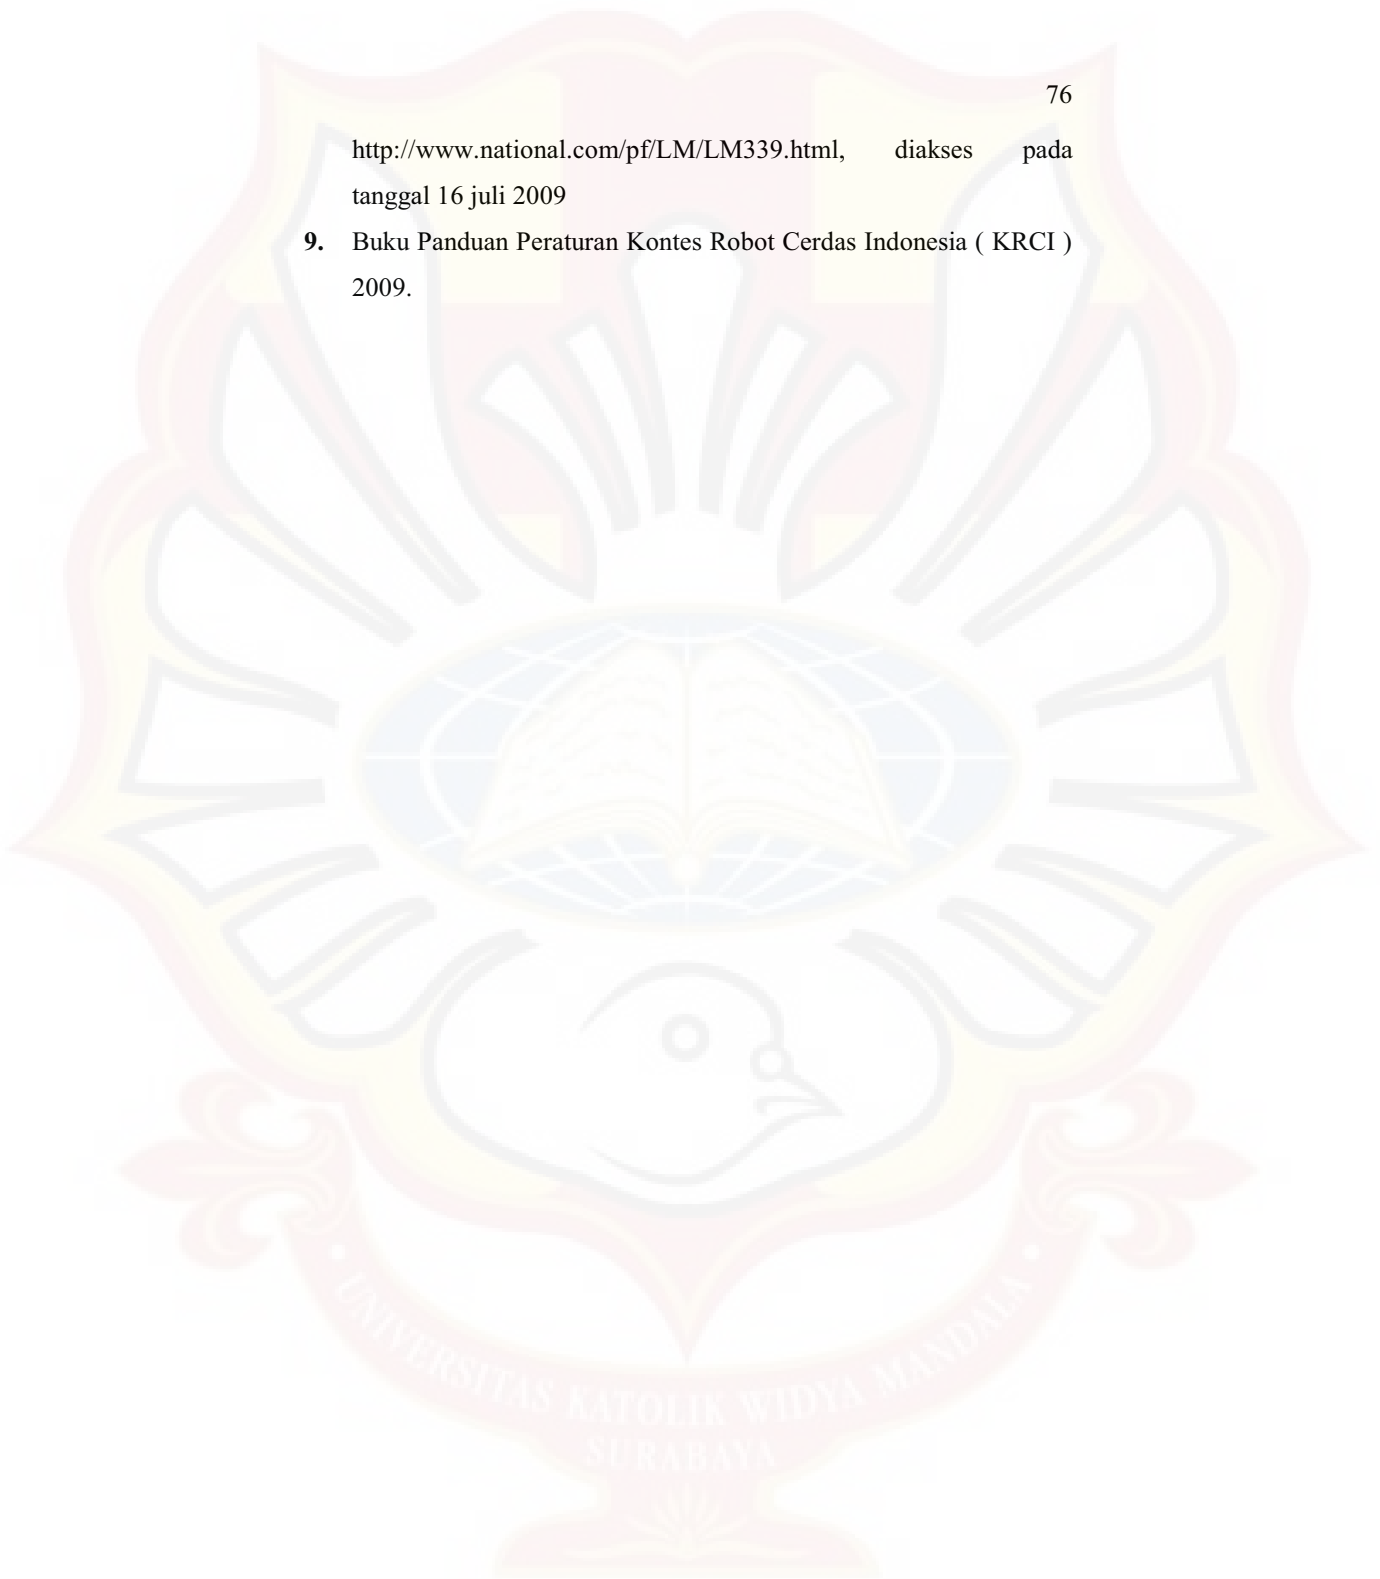 76
http://www.national.com/pf/LM/LM339.html, diakses pada
tanggal 16 juli 2009
9. Buku Panduan Peraturan Kontes Robot Cerdas Indonesia ( KRCI )
2009.
• UNIVERSITAS KATOLIK WIDYA MANDALA •
SURABAYA